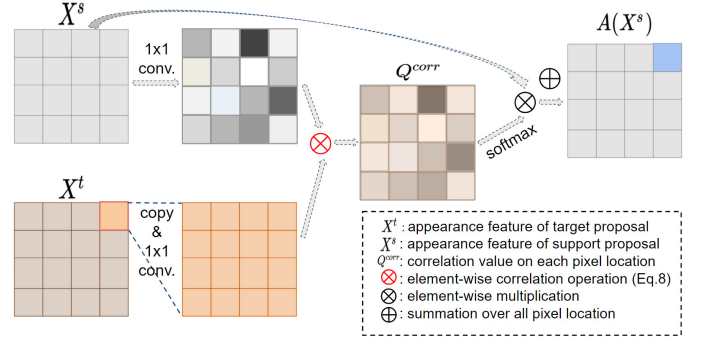 X^s
1x1
conv.
Q^corr
softmax
A(X^s)
X^t
copy
&
1x1
conv.
X^t : appearance feature of target proposal
X^s : appearance feature of support proposal
Q^corr : correlation value on each pixel location
⊗ : element-wise correlation operation (Eq.8)
⊗ : element-wise multiplication
⊕ : summation over all pixel location